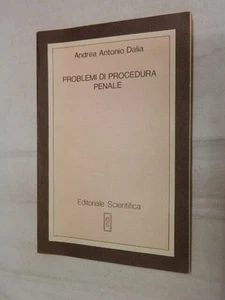 Andrea Antonio Dalia
PROBLEMI DI PROCEDURA
PENALE
Editoriale Scientifica